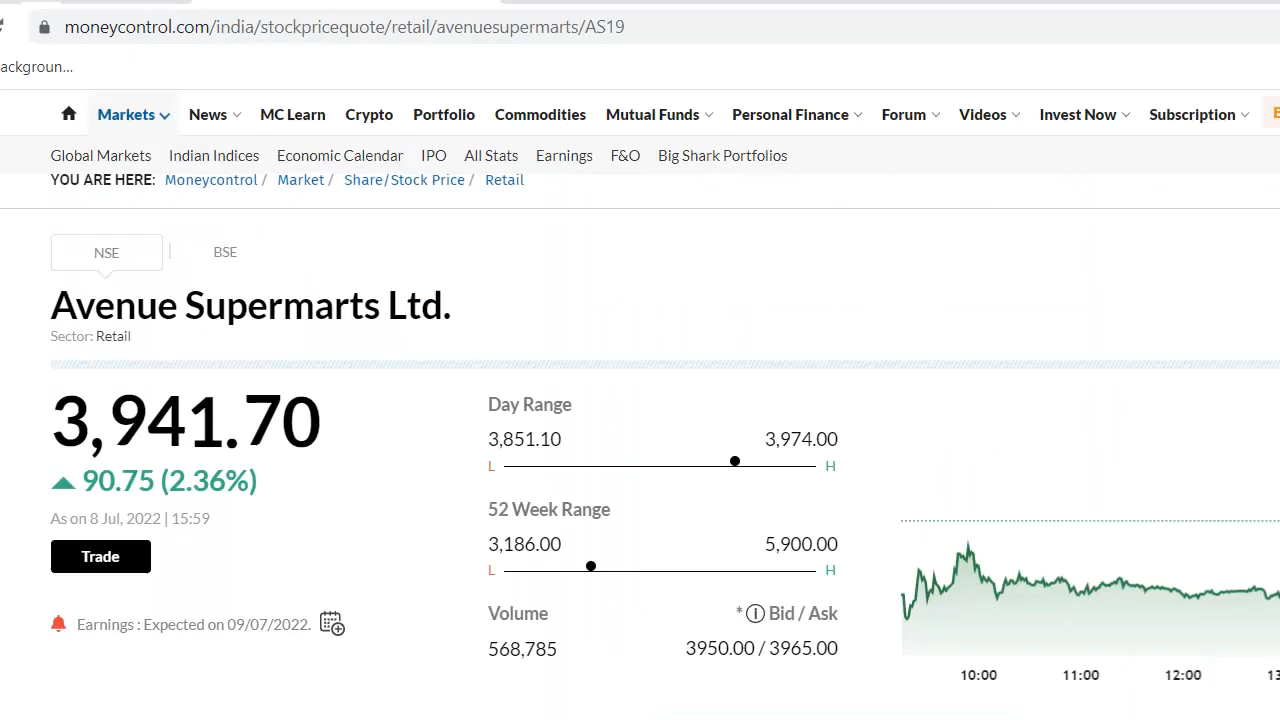 moneycontrol.com/india/stockpricequote/retail/avenuesupermarts/AS19
ackgroun...
Markets News MC Learn Crypto Portfolio Commodities Mutual Funds Personal Finance Forum Videos Invest Now Subscription
Global Markets Indian Indices Economic Calendar IPO All Stats Earnings F&O Big Shark Portfolios
YOU ARE HERE: Moneycontrol / Market / Share/Stock Price / Retail
NSE | BSE
Avenue Supermarts Ltd.
Sector: Retail
3,941.70
90.75 (2.36%)
As on 8 Jul, 2022 | 15:59
Trade
Earnings : Expected on 09/07/2022.
Day Range
3,851.10 3,974.00
L H
52 Week Range
3,186.00 5,900.00
L H
Volume * i Bid / Ask
568,785 3950.00 / 3965.00
10:00 11:00 12:00 13